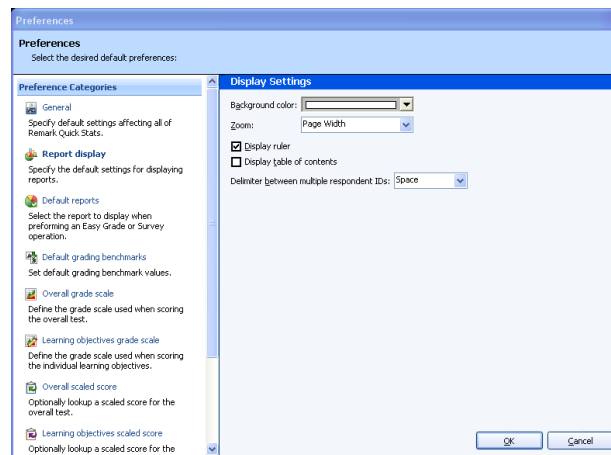 Preferences
Preferences
Select the desired default preferences:
Preference Categories
General
Specify default settings affecting all of
Remark Quick Stats.
Report display
Specify the default settings for displaying
reports.
Default reports
Select the report to display when
preforming an Easy Grade or Survey
operation.
Default grading benchmarks
Set default grading benchmark values.
Overall grade scale
Define the grade scale used when scoring
the overall test.
Learning objectives grade scale
Define the grade scale used when scoring
the individual learning objectives.
Overall scaled score
Optionally lookup a scaled score for the
overall test.
Learning objectives scaled score
Optionally lookup a scaled score for the
Display Settings
Background color:
Zoom: Page Width
Display ruler
Display table of contents
Delimiter between multiple respondent IDs: Space
OK Cancel